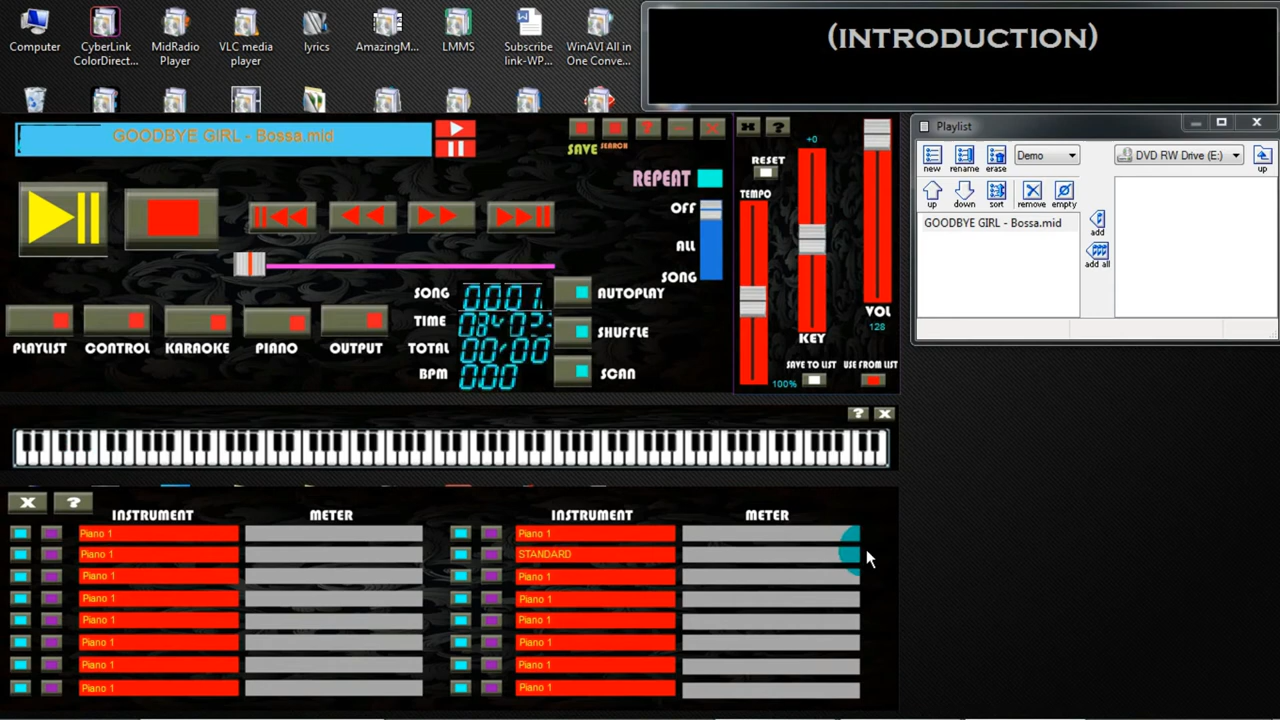 Computer
CyberLink
ColorDirect...
MidRadio
Player
VLC media
player
lyrics
AmazingM...
LMMS
Subscribe
link-WP...
WinAVI All in
One Conve...
(INTRODUCTION)
GOODBYE GIRL - Bossa.mid
SAVE
SEARCH
?
REPEAT
OFF
ALL
SONG
SONG 0001
TIME
TOTAL 00:00
BPM 000
AUTOPLAY
SHUFFLE
SCAN
PLAYLIST
CONTROL
KARAOKE
PIANO
OUTPUT
?
RESET
TEMPO
100%
+0
KEY
VOL
128
SAVE TO LIST
USE FROM LIST
Playlist
new
rename
erase
Demo
DVD RW Drive (E:)
up
up
down
sort
remove
empty
GOODBYE GIRL - Bossa.mid
add
add all
? X
X ?
INSTRUMENT METER INSTRUMENT METER
Piano 1 Piano 1
Piano 1 STANDARD
Piano 1 Piano 1
Piano 1 Piano 1
Piano 1 Piano 1
Piano 1 Piano 1
Piano 1 Piano 1
Piano 1 Piano 1